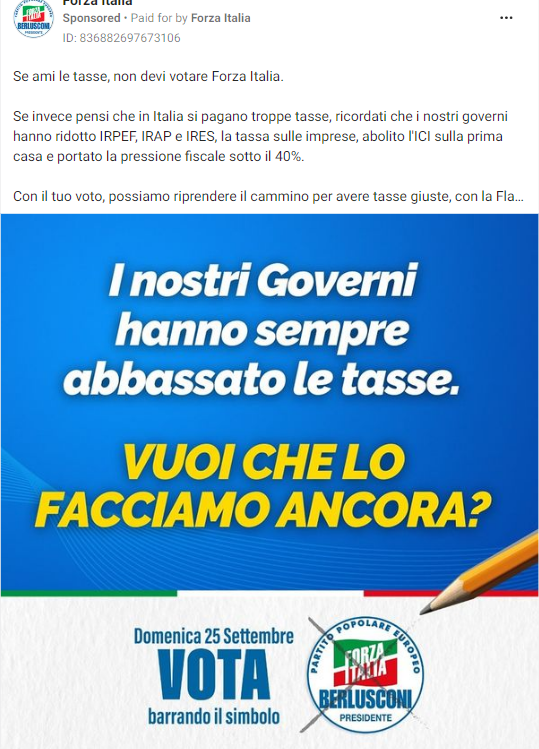 Forza Italia
Sponsored • Paid for by Forza Italia
ID: 836882697673106
Se ami le tasse, non devi votare Forza Italia.
Se invece pensi che in Italia si pagano troppe tasse, ricordati che i nostri governi
hanno ridotto IRPEF, IRAP e IRES, la tassa sulle imprese, abolito l'ICI sulla prima
casa e portato la pressione fiscale sotto il 40%.
Con il tuo voto, possiamo riprendere il cammino per avere tasse giuste, con la Fla...
I nostri Governi
hanno sempre
abbassato le tasse.
VUOI CHE LO
FACCIAMO ANCORA?
Domenica 25 Settembre
VOTA
barrando il simbolo
PARTITO POPOLARE EUROPEO
FORZA
ITALIA
BERLUSCONI
PRESIDENTE